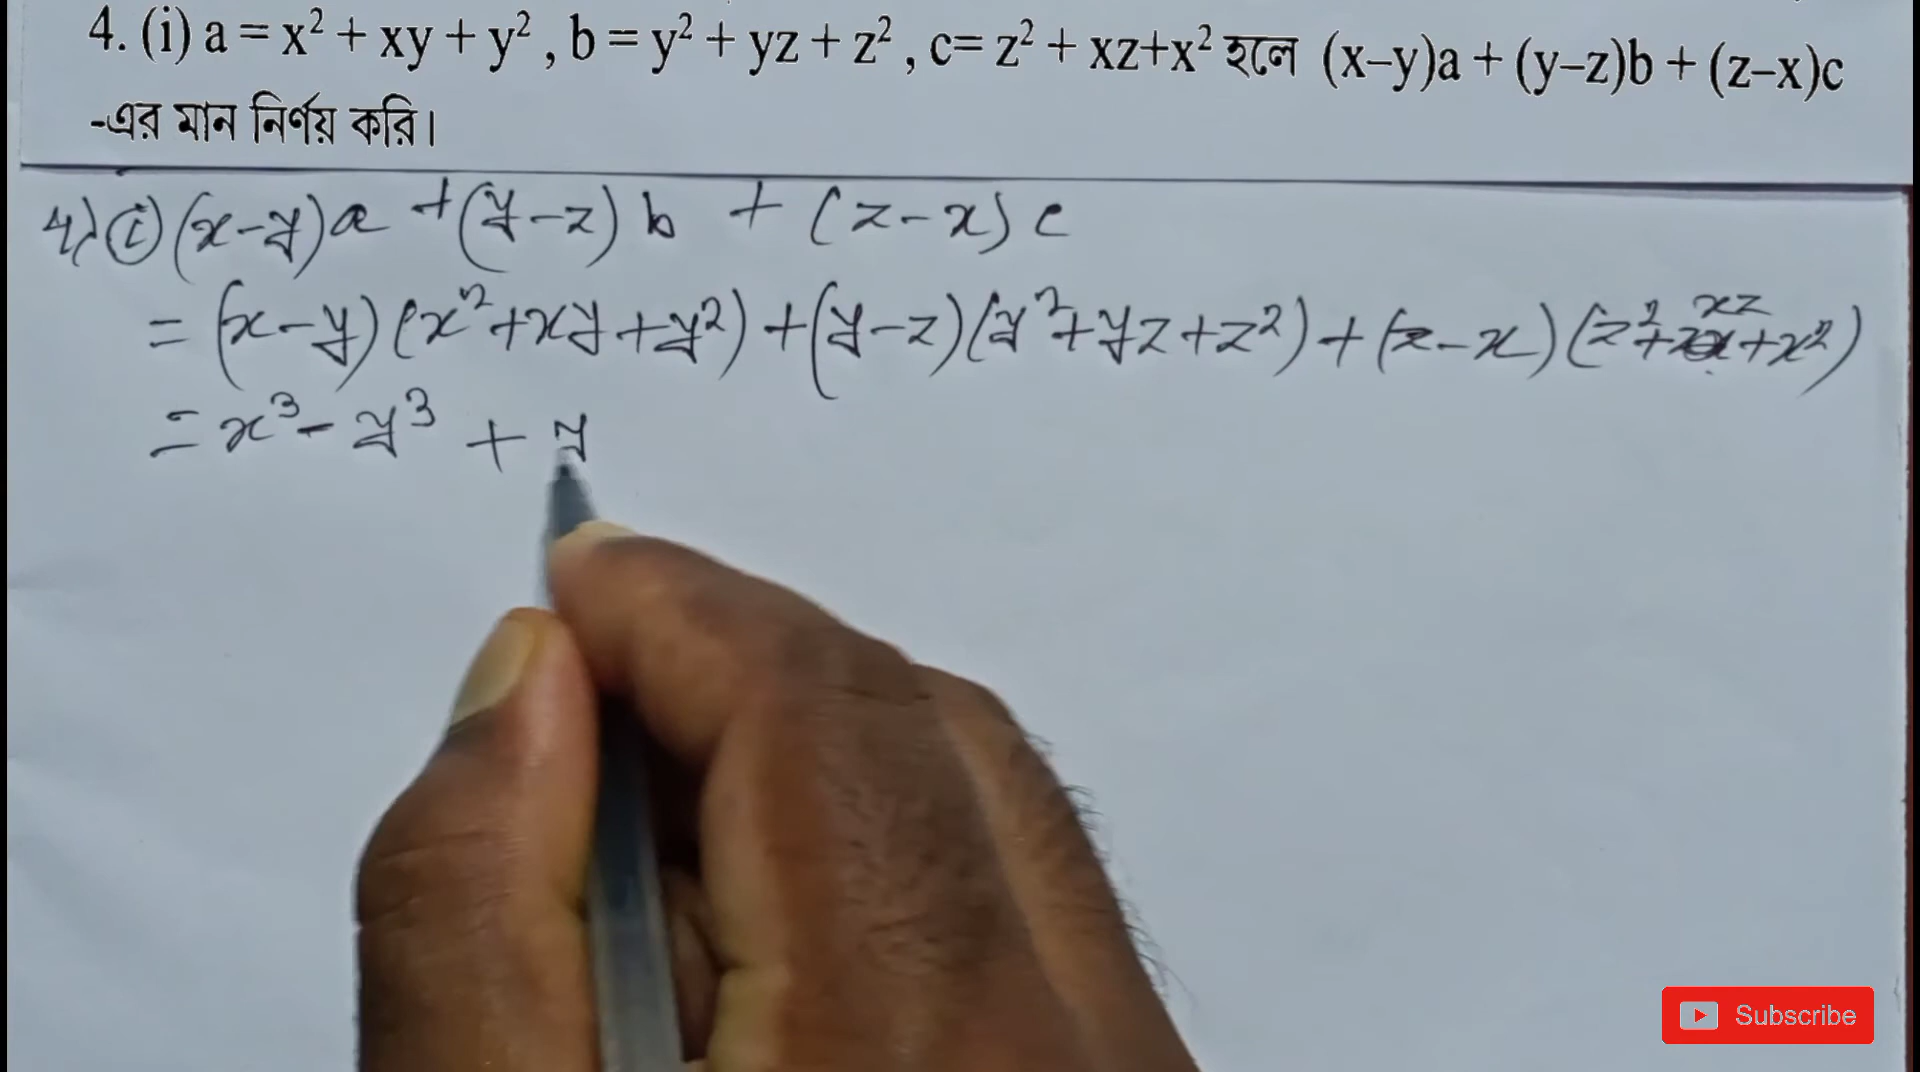 4. (i) a = x² + xy + y² , b = y² + yz + z² , c= z² + xz+x² হলে (x–y)a + (y–z)b + (z–x)c
-এর মান নির্ণয় করি।
4) (i) (x-y)a + (y-z) b + (z-x) c
= (x-y)(x²+xy+y²)+(y-z)(y²+yz+z²)+(z-x)(z²+xz+x²)
= x³- y³ + y
Subscribe